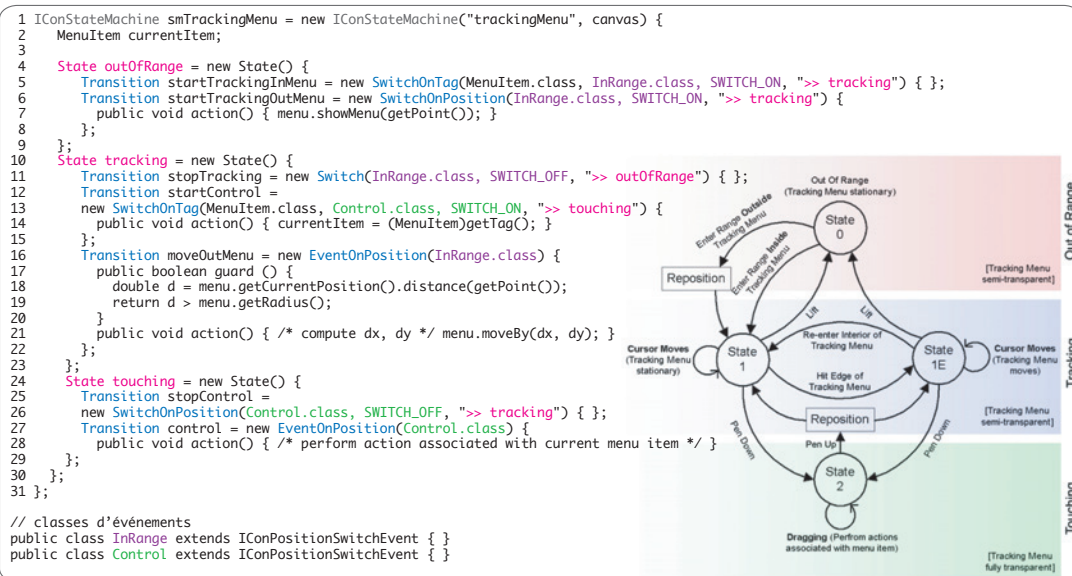 1 IConStateMachine smTrackingMenu = new IConStateMachine("trackingMenu", canvas) {
2 MenuItem currentItem;
3
4 State outOfRange = new State() {
5 Transition startTrackingInMenu = new SwitchOnTag(MenuItem.class, InRange.class, SWITCH_ON, ">> tracking") { };
6 Transition startTrackingOutMenu = new SwitchOnPosition(InRange.class, SWITCH_ON, ">> tracking") {
7 public void action() { menu.showMenu(getPoint()); }
8 };
9 };
10 State tracking = new State() {
11 Transition stopTracking = new Switch(InRange.class, SWITCH_OFF, ">> outOfRange") { };
12 Transition startControl =
13 new SwitchOnTag(MenuItem.class, Control.class, SWITCH_ON, ">> touching") {
14 public void action() { currentItem = (MenuItem)getTag(); }
15 };
16 Transition moveOutMenu = new EventOnPosition(InRange.class) {
17 public boolean guard () {
18 double d = menu.getCurrentPosition().distance(getPoint());
19 return d > menu.getRadius();
20 }
21 public void action() { /* compute dx, dy */ menu.moveBy(dx, dy); }
22 };
23 };
24 State touching = new State() {
25 Transition stopControl =
26 new SwitchOnPosition(Control.class, SWITCH_OFF, ">> tracking") { };
27 Transition control = new EventOnPosition(Control.class) {
28 public void action() { /* perform action associated with current menu item */ }
29 };
30 };
31 };
// classes d'événements
public class InRange extends IConPositionSwitchEvent { }
public class Control extends IConPositionSwitchEvent { }
Out Of Range
(Tracking Menu stationary)
State
0
Enter Range Outside
Tracking Menu
Enter Range Inside
Tracking Menu
Reposition
[Tracking Menu
semi-transparent]
Out of Range
Lift
Lift
Re-enter Interior of
Tracking Menu
Cursor Moves
(Tracking Menu
stationary)
State
1
State
1E
Cursor Moves
(Tracking Menu
moves)
Hit Edge of
Tracking Menu
Reposition
[Tracking Menu
semi-transparent]
Tracking
Pen Down
Pen Up
Pen Down
State
2
Dragging (Perfrom actions
associated with menu item)
[Tracking Menu
fully transparent]
Touching